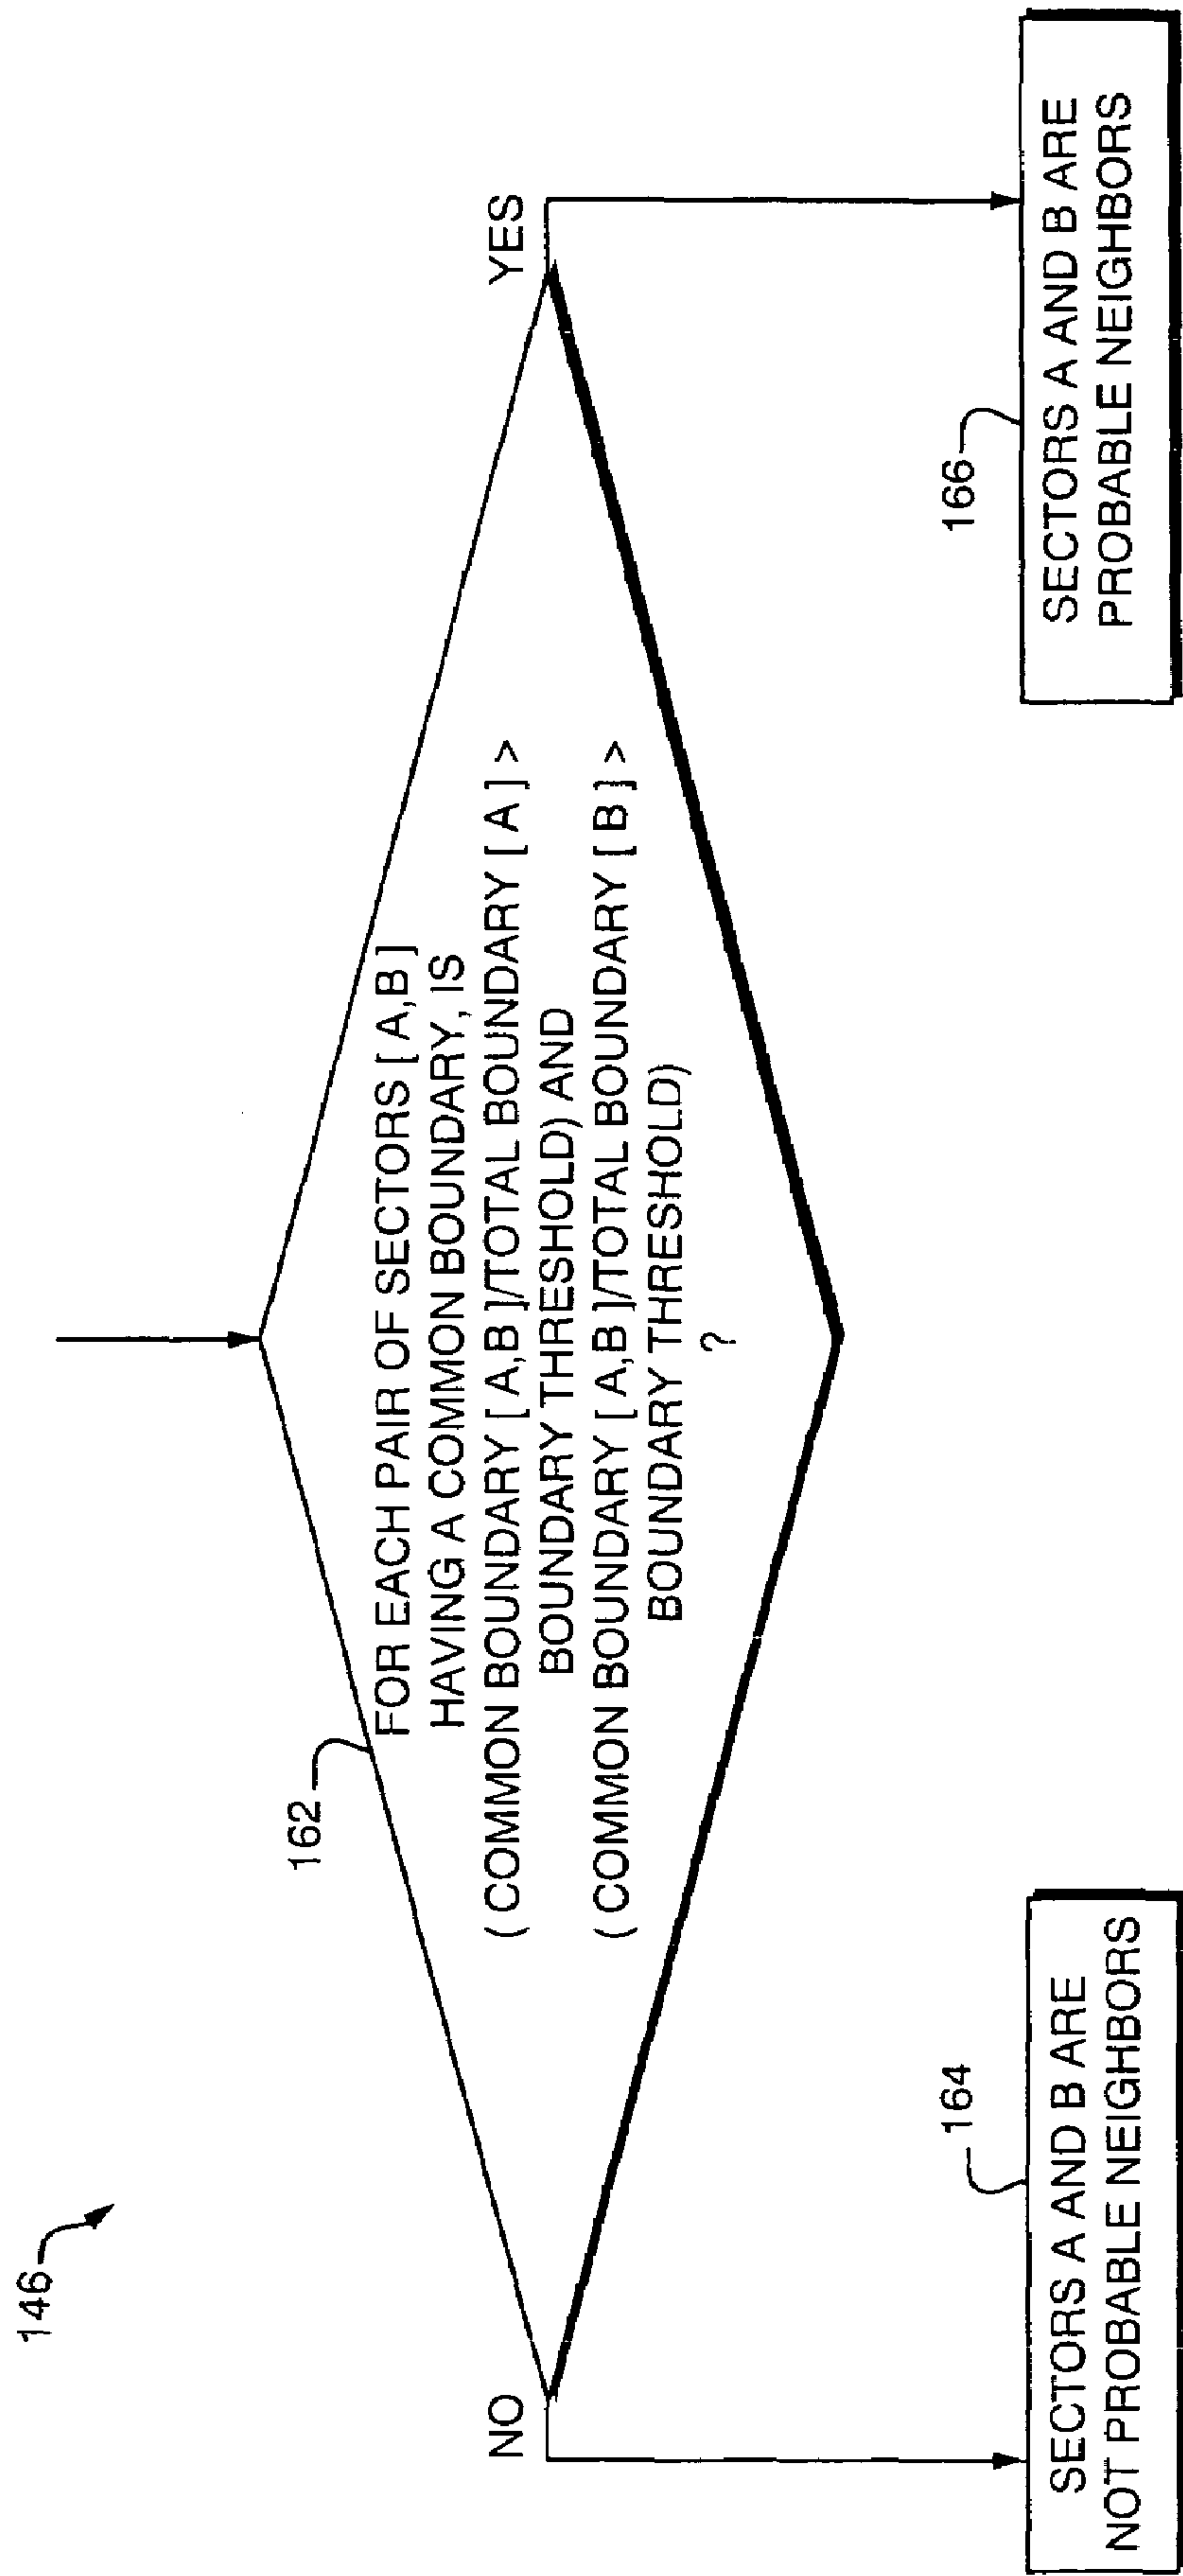 146
162
FOR EACH PAIR OF SECTORS [ A,B ]
HAVING A COMMON BOUNDARY, IS
( COMMON BOUNDARY [ A,B ]/TOTAL BOUNDARY [ A ] >
BOUNDARY THRESHOLD) AND
( COMMON BOUNDARY [ A,B ]/TOTAL BOUNDARY [ B ] >
BOUNDARY THRESHOLD)
?
NO
YES
164
SECTORS A AND B ARE
NOT PROBABLE NEIGHBORS
166
SECTORS A AND B ARE
PROBABLE NEIGHBORS